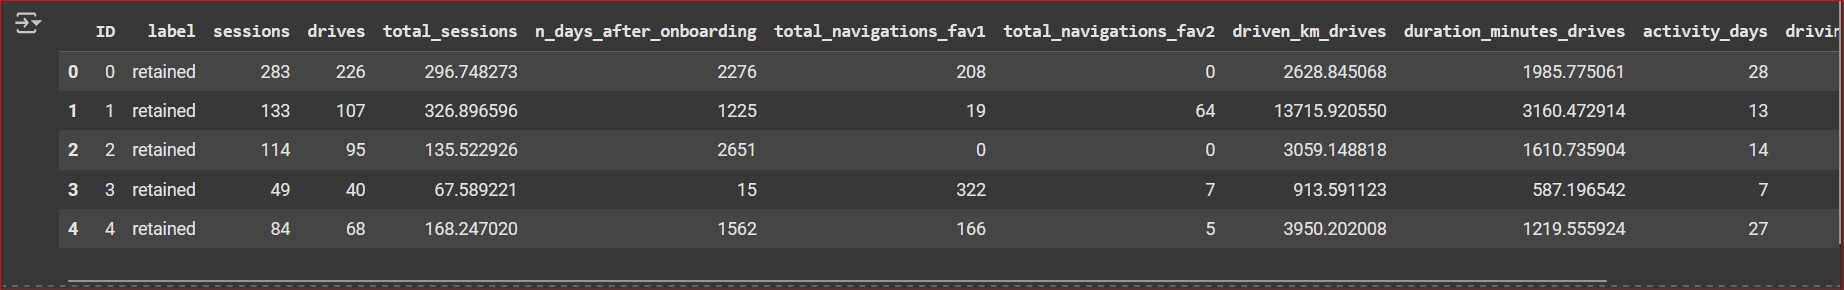 ID label sessions drives total_sessions n_days_after_onboarding total_navigations_fav1 total_navigations_fav2 driven_km_drives duration_minutes_drives activity_days drivin
0 0 retained 283 226 296.748273 2276 208 0 2628.845068 1985.775061 28
1 1 retained 133 107 326.896596 1225 19 64 13715.920550 3160.472914 13
2 2 retained 114 95 135.522926 2651 0 0 3059.148818 1610.735904 14
3 3 retained 49 40 67.589221 15 322 7 913.591123 587.196542 7
4 4 retained 84 68 168.247020 1562 166 5 3950.202008 1219.555924 27